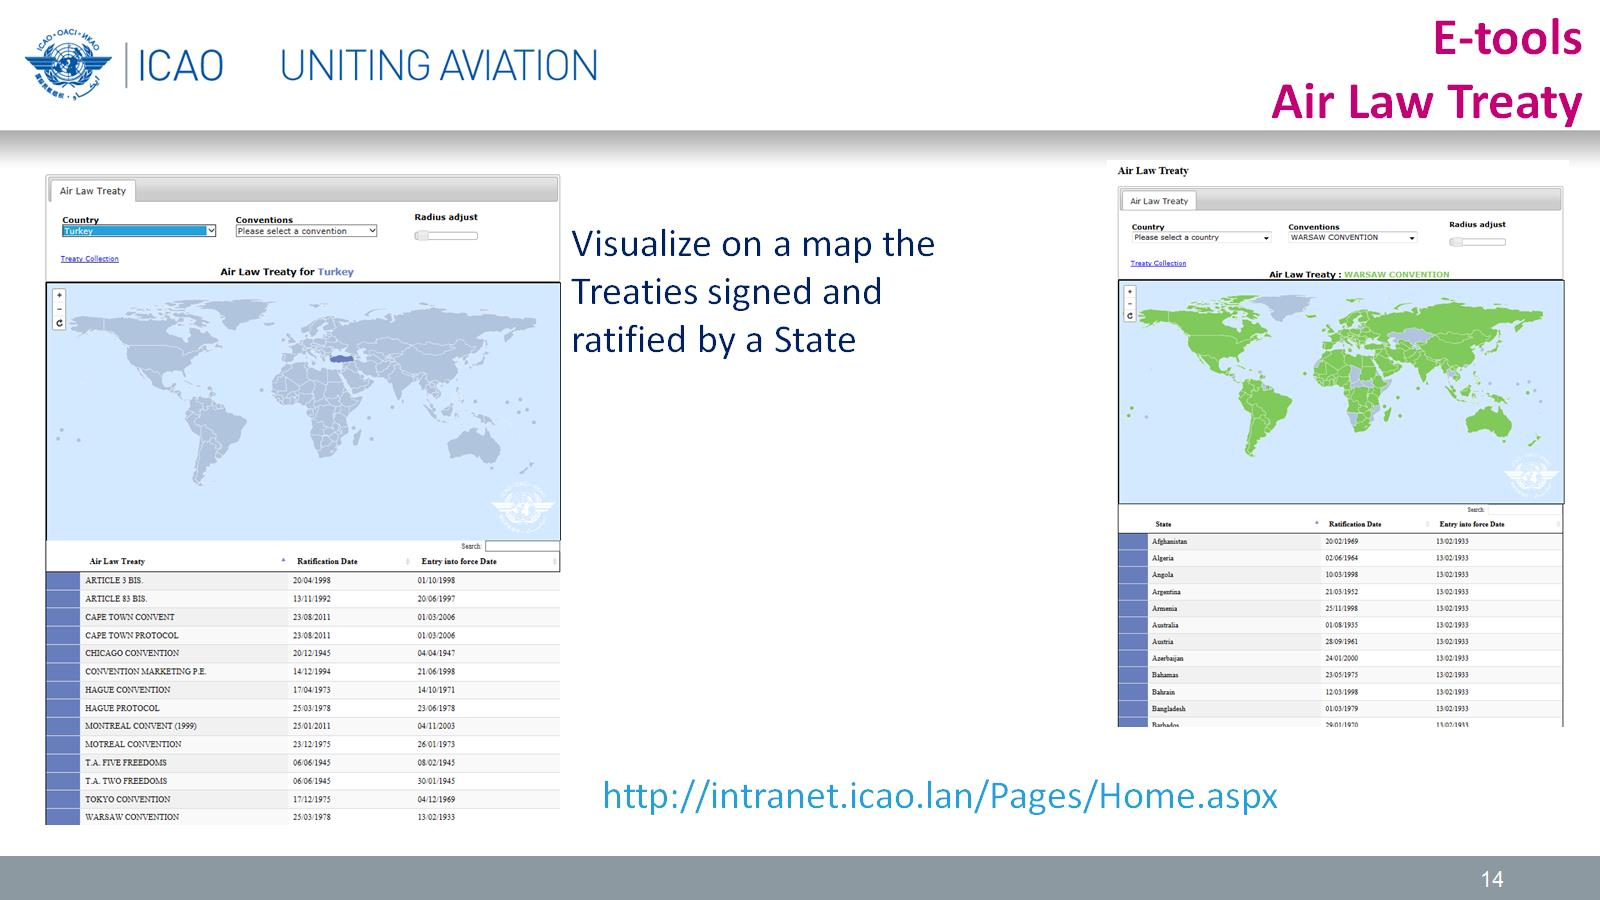 ICAO · OACI · ИКАО
ICAO UNITING AVIATION
E-tools
Air Law Treaty
Air Law Treaty
Country
Turkey
Conventions
Please select a convention
Radius adjust
Treaty Collection
Air Law Treaty for Turkey
+
−
Search:
Air Law Treaty Ratification Date Entry into force Date
ARTICLE 3 BIS. 20/04/1998 01/10/1998
ARTICLE 83 BIS. 13/11/1992 20/06/1997
CAPE TOWN CONVENT 23/08/2011 01/03/2006
CAPE TOWN PROTOCOL 23/08/2011 01/03/2006
CHICAGO CONVENTION 20/12/1945 04/04/1947
CONVENTION MARKETING P.E. 14/12/1994 21/06/1998
HAGUE CONVENTION 17/04/1973 14/10/1971
HAGUE PROTOCOL 25/03/1978 23/06/1978
MONTREAL CONVENT (1999) 25/01/2011 04/11/2003
MOTREAL CONVENTION 23/12/1975 26/01/1973
T.A. FIVE FREEDOMS 06/06/1945 08/02/1945
T.A. TWO FREEDOMS 06/06/1945 30/01/1945
TOKYO CONVENTION 17/12/1975 04/12/1969
WARSAW CONVENTION 25/03/1978 13/02/1933
Visualize on a map the
Treaties signed and
ratified by a State
Air Law Treaty
Air Law Treaty
Country
Please select a country
Conventions
WARSAW CONVENTION
Radius adjust
Treaty Collection
Air Law Treaty : WARSAW CONVENTION
+
−
Search:
State Ratification Date Entry into force Date
Afghanistan 20/02/1969 13/02/1933
Algeria 02/06/1964 13/02/1933
Angola 10/03/1998 13/02/1933
Argentina 21/03/1952 13/02/1933
Armenia 25/11/1998 13/02/1933
Australia 01/08/1935 13/02/1933
Austria 28/09/1961 13/02/1933
Azerbaijan 24/01/2000 13/02/1933
Bahamas 23/05/1975 13/02/1933
Bahrain 12/03/1998 13/02/1933
Bangladesh 01/03/1979 13/02/1933
Barbados 29/01/1970 13/02/1933
http://intranet.icao.lan/Pages/Home.aspx
14